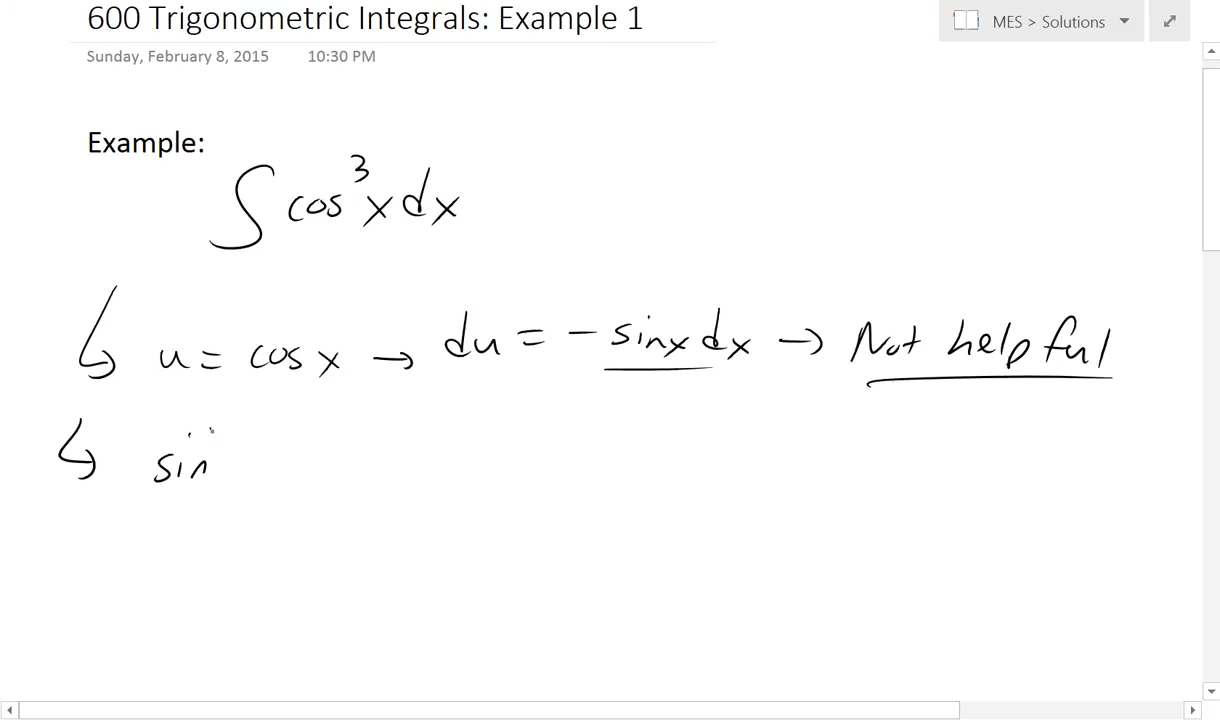 600 Trigonometric Integrals: Example 1
MES > Solutions
Sunday, February 8, 2015 10:30 PM
Example:
∫ cos³x dx
↳ u = cos x → du = - sinx dx → Not helpful
↳ sin